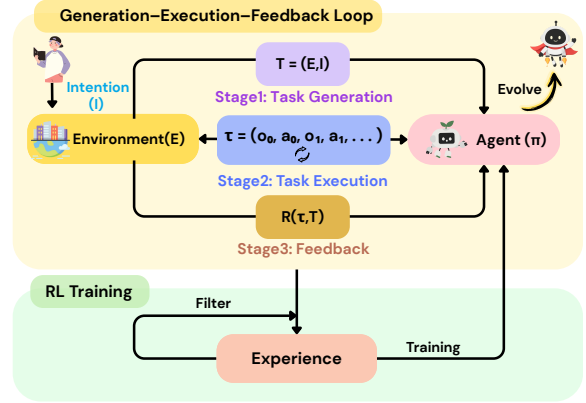 Generation–Execution–Feedback Loop
Intention
(I)
T = (E,I)
Stage1: Task Generation
Evolve
Environment(E)
τ = (o₀, a₀, o₁, a₁, . . . )
Agent (π)
Stage2: Task Execution
R(τ,T)
Stage3: Feedback
RL Training
Filter
Experience
Training